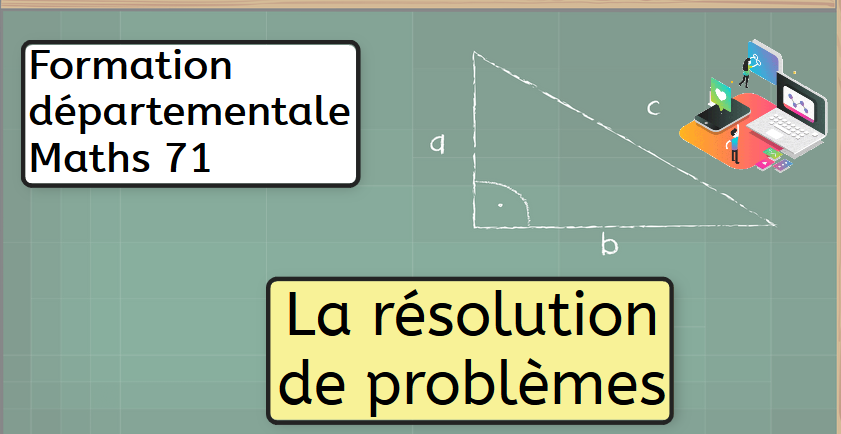 Formation
départementale
Maths 71
a
c
b
La résolution
de problèmes